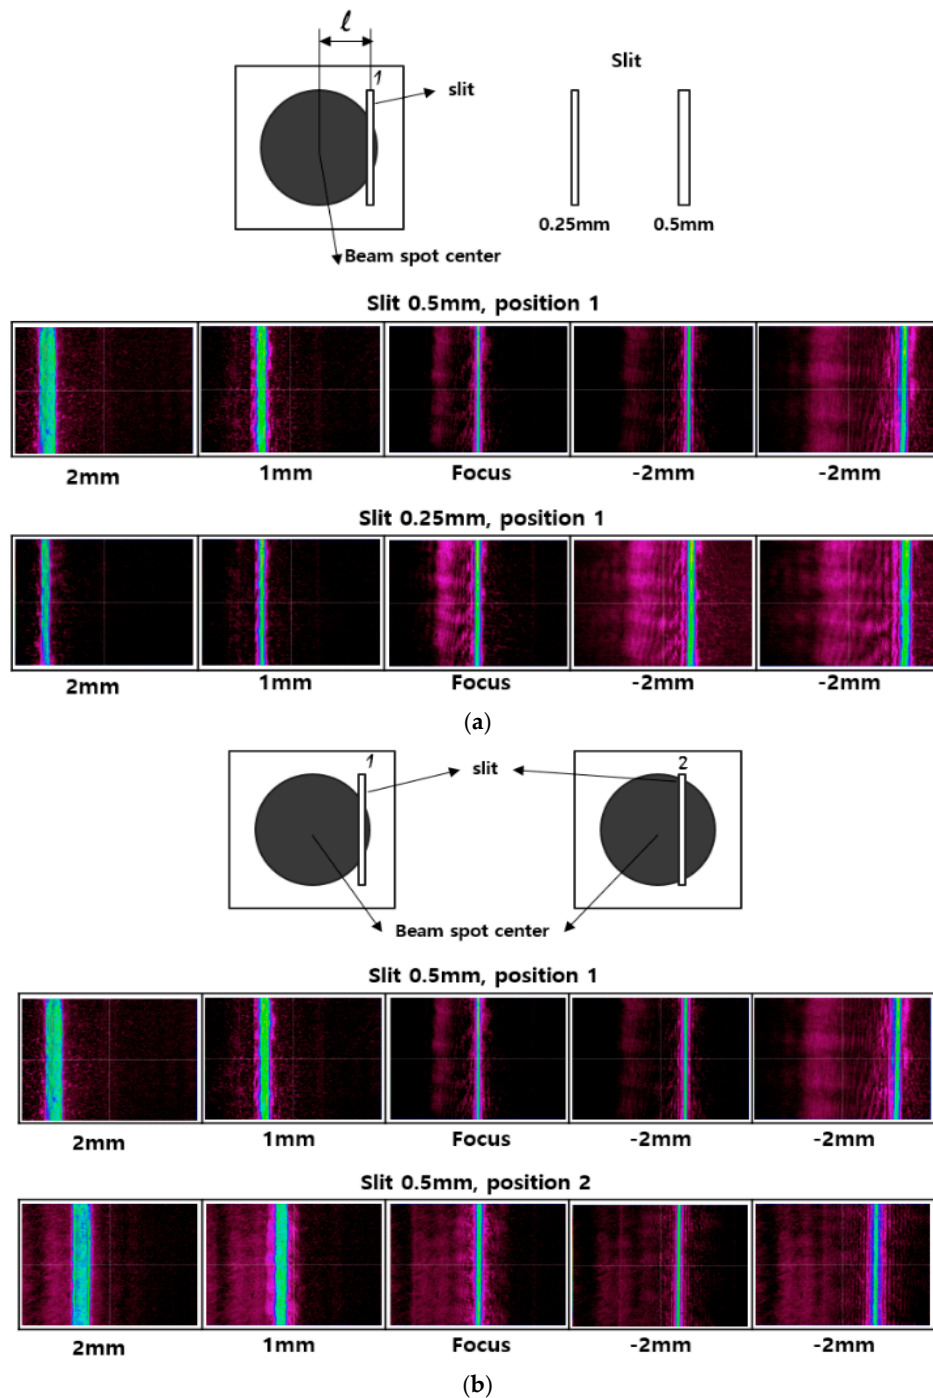 ℓ
1
slit
Slit
0.25mm 0.5mm
Beam spot center
Slit 0.5mm, position 1
2mm 1mm Focus -2mm -2mm
Slit 0.25mm, position 1
2mm 1mm Focus -2mm -2mm
(a)
1 slit 2
Beam spot center
Slit 0.5mm, position 1
2mm 1mm Focus -2mm -2mm
Slit 0.5mm, position 2
2mm 1mm Focus -2mm -2mm
(b)